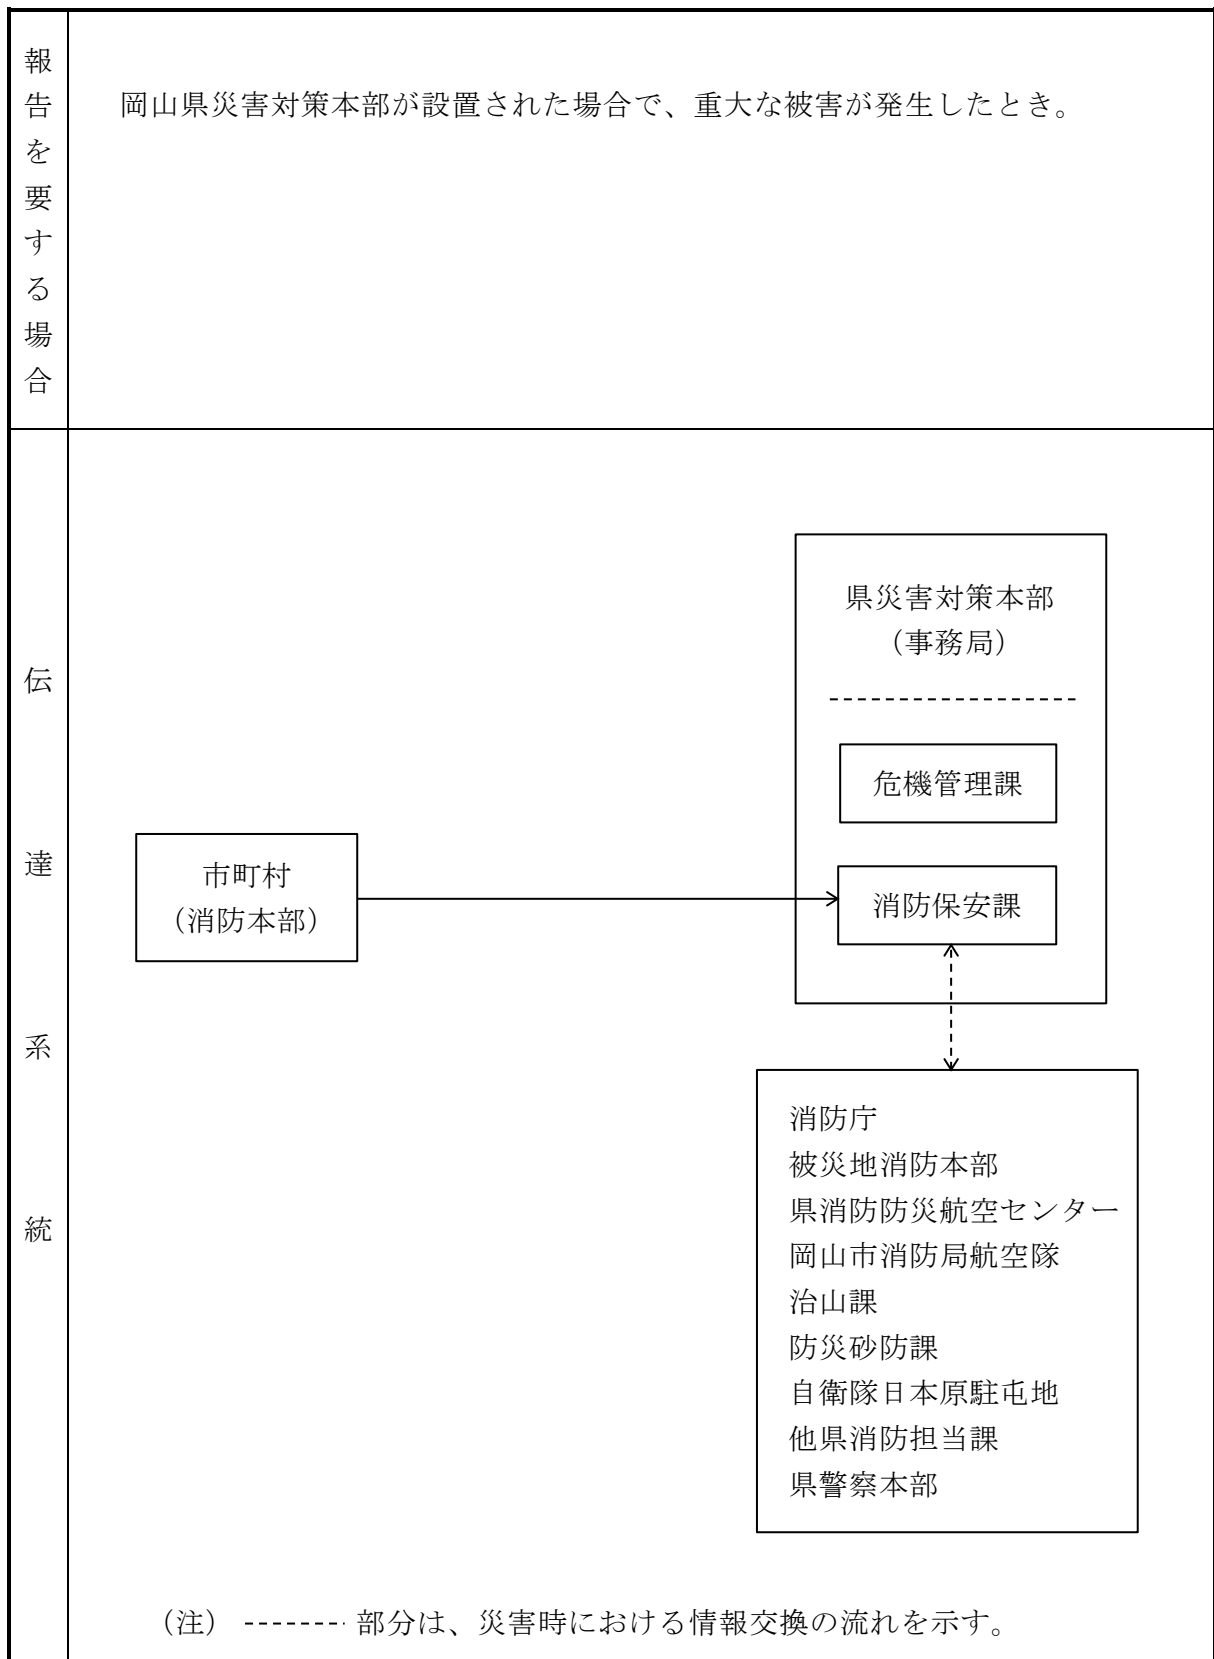 報告を要する場合
岡山県災害対策本部が設置された場合で、重大な被害が発生したとき。
伝達系統
県災害対策本部
（事務局）
危機管理課
市町村
（消防本部）
消防保安課
消防庁
被災地消防本部
県消防防災航空センター
岡山市消防局航空隊
治山課
防災砂防課
自衛隊日本原駐屯地
他県消防担当課
県警察本部
（注） ------- 部分は、災害時における情報交換の流れを示す。